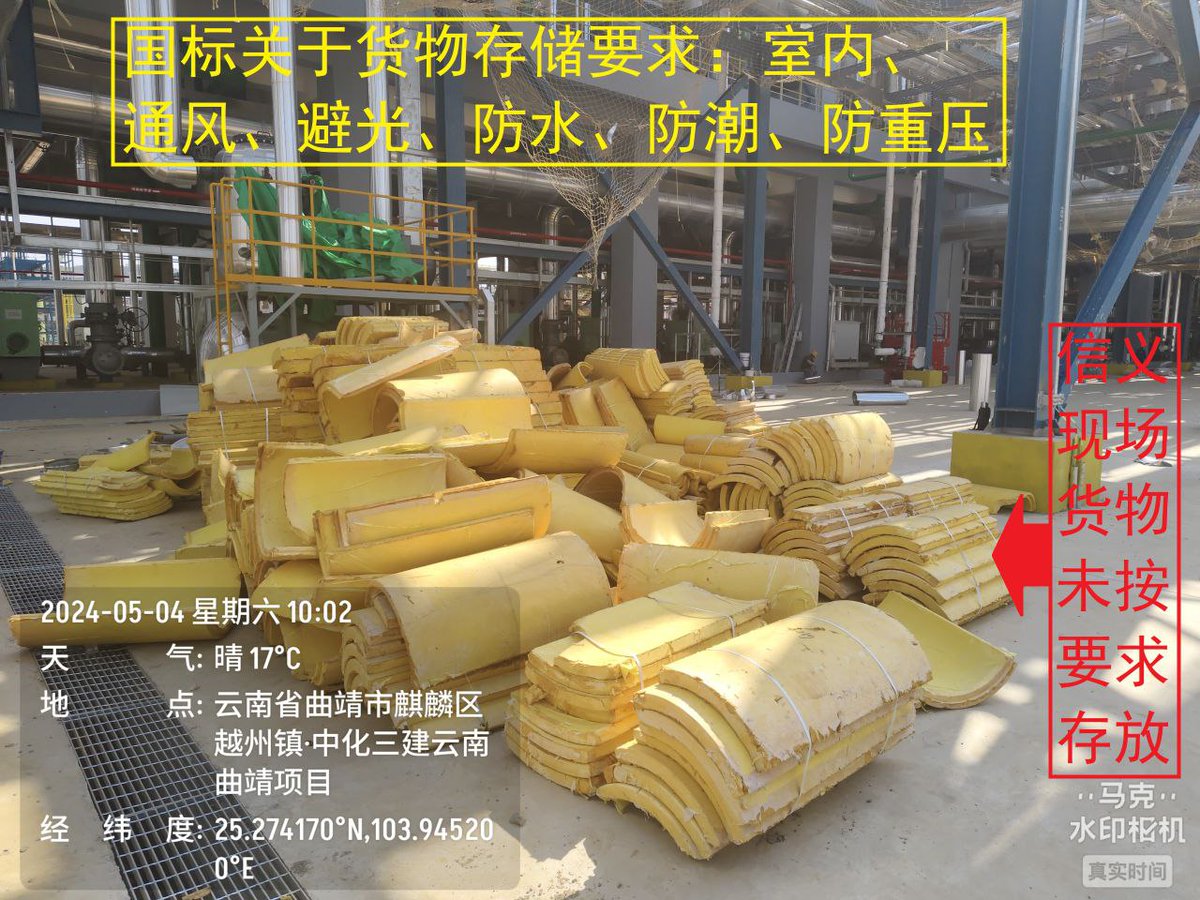 国标关于货物存储要求：室内、
通风、避光、防水、防潮、防重压
信义
现场
货物
未按
要求
存放
2024-05-04 星期六 10:02
天 气: 晴 17°C
地 点: 云南省曲靖市麒麟区
越州镇·中化三建云南
曲靖项目
经 纬 度: 25.274170°N,103.94520
0°E
马克
水印相机
真实时间